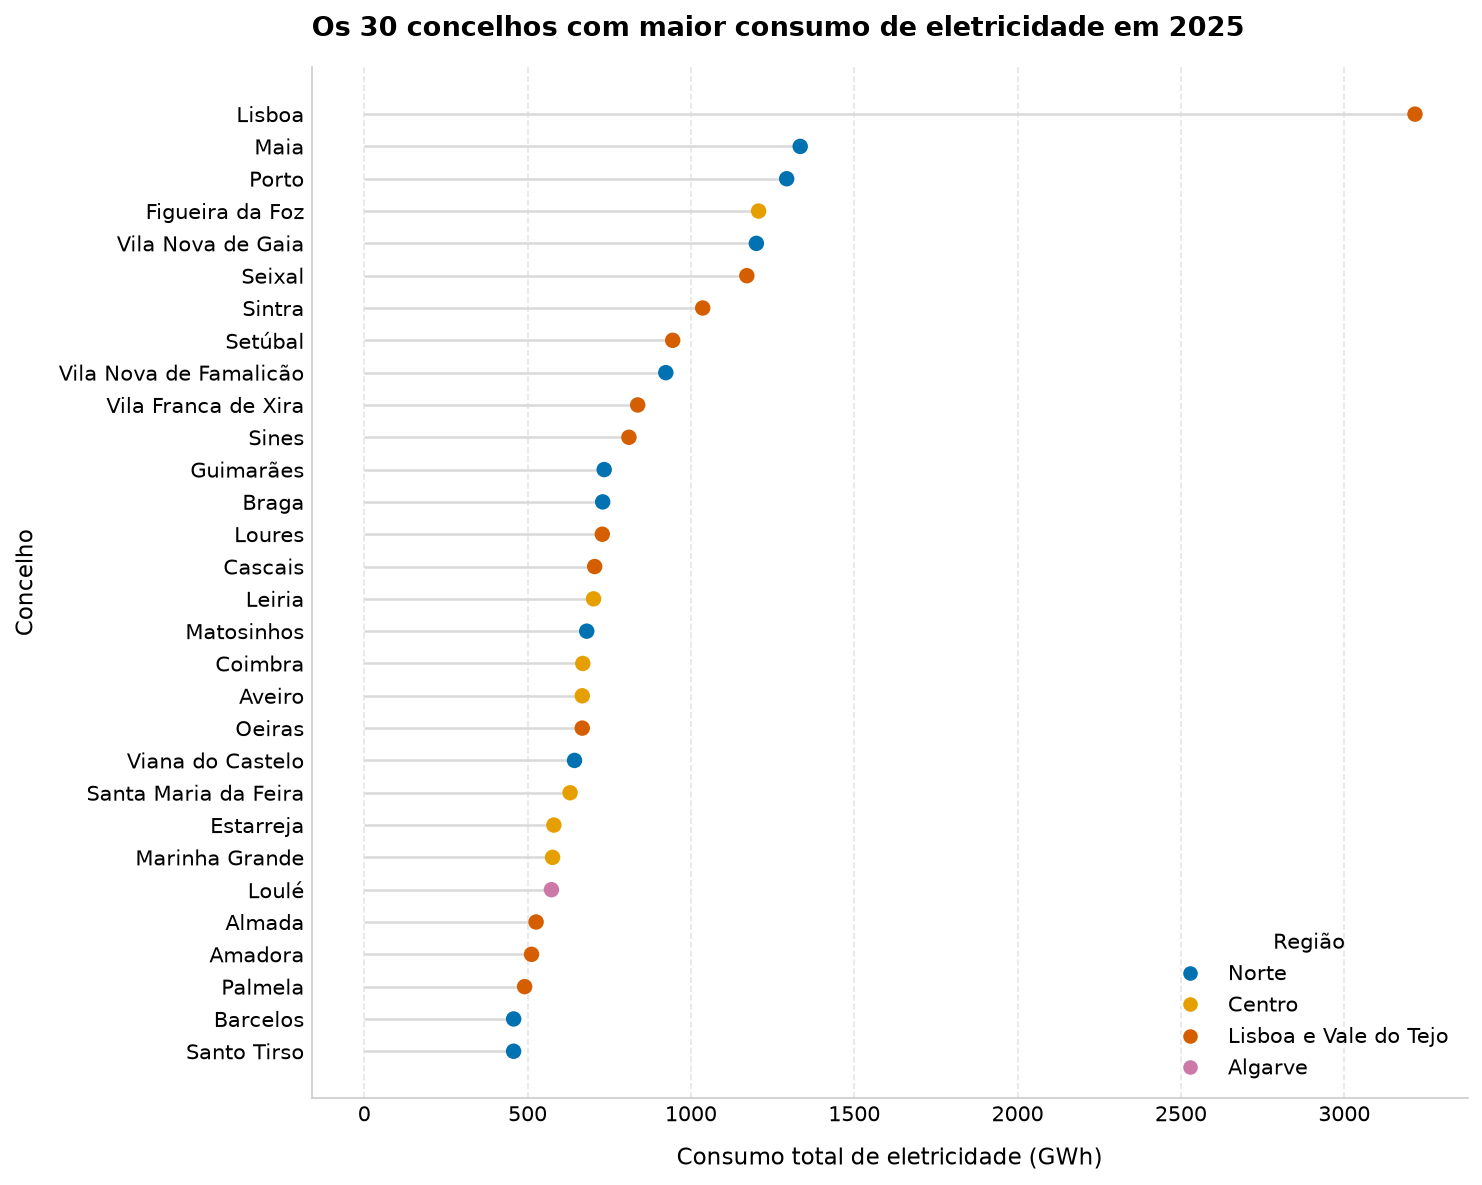 Os 30 concelhos com maior consumo de eletricidade em 2025
Concelho
Lisboa
Maia
Porto
Figueira da Foz
Vila Nova de Gaia
Seixal
Sintra
Setúbal
Vila Nova de Famalicão
Vila Franca de Xira
Sines
Guimarães
Braga
Loures
Cascais
Leiria
Matosinhos
Coimbra
Aveiro
Oeiras
Viana do Castelo
Santa Maria da Feira
Estarreja
Marinha Grande
Loulé
Almada
Amadora
Palmela
Barcelos
Santo Tirso
Região
Norte
Centro
Lisboa e Vale do Tejo
Algarve
0 500 1000 1500 2000 2500 3000
Consumo total de eletricidade (GWh)